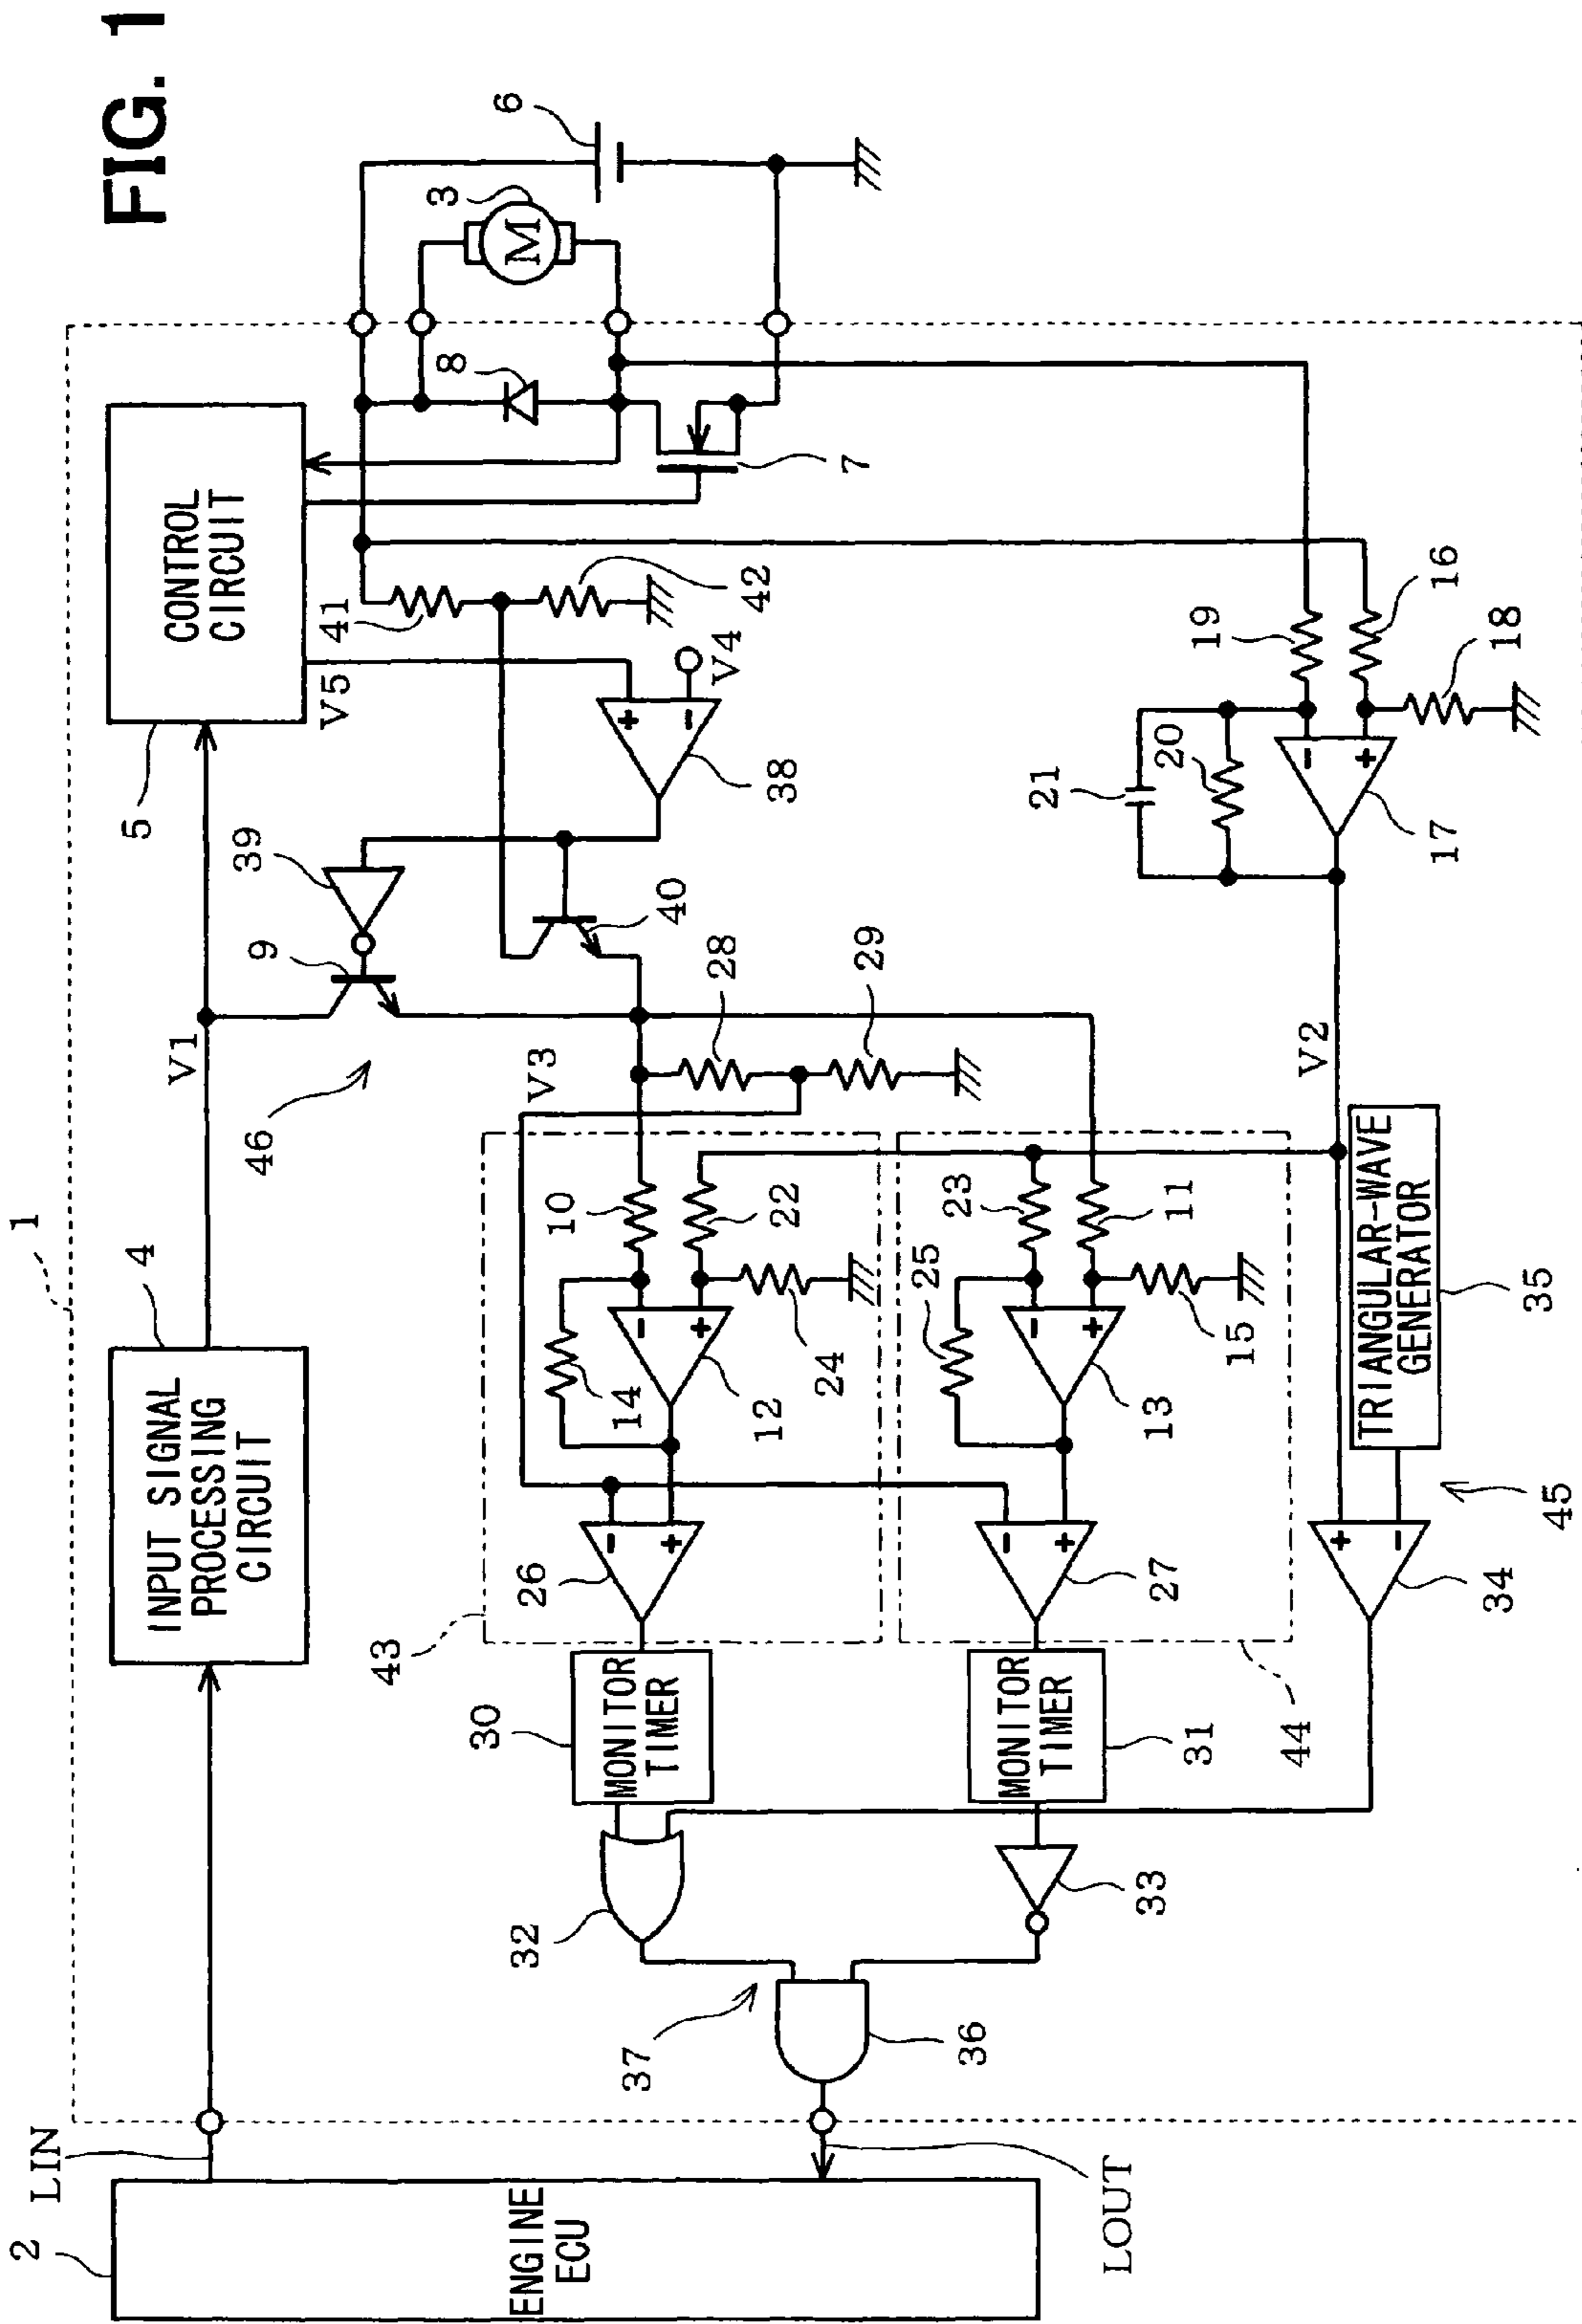 FIG. 1
1
2
ENGINE
ECU
LIN
LOUT
4
INPUT SIGNAL
PROCESSING
CIRCUIT
V1
5
CONTROL
CIRCUIT
V5
46
9
39
40
38
+
-
V4
41
42
8
7
M
3
6
V3
28
29
43
10
22
14
-
+
12
24
26
-
+
30
MONITOR
TIMER
32
37
36
44
23
11
25
-
+
13
15
27
-
+
31
MONITOR
TIMER
33
V2
21
20
19
16
18
-
+
17
TRIANGULAR-WAVE
GENERATOR
35
45
+
-
34